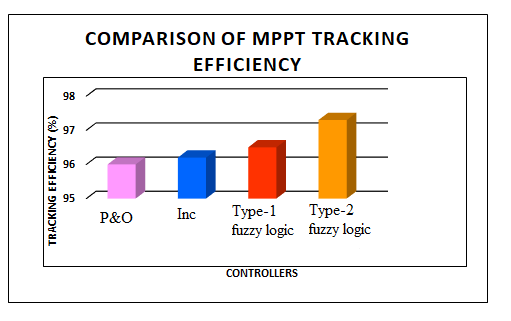 COMPARISON OF MPPT TRACKING
EFFICIENCY
TRACKING EFFICIENCY (%)
98
97
96
95
P&O
Inc
Type-1
fuzzy logic
Type-2
fuzzy logic
CONTROLLERS